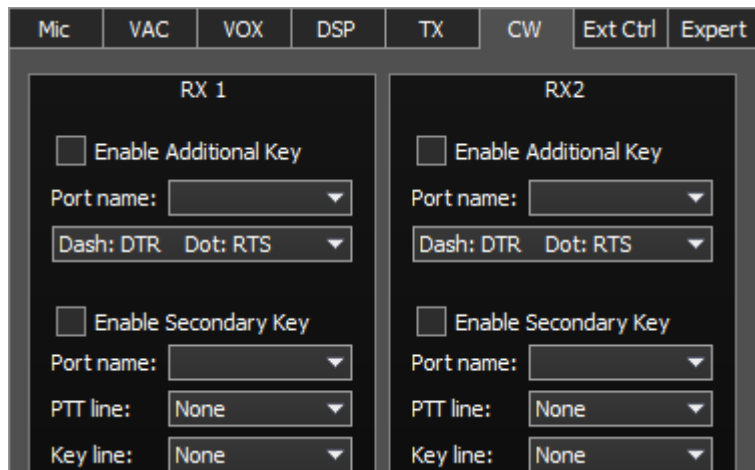 Mic VAC VOX DSP TX CW Ext Ctrl Expert
RX 1
Enable Additional Key
Port name:
Dash: DTR Dot: RTS
Enable Secondary Key
Port name:
PTT line: None
Key line: None
RX2
Enable Additional Key
Port name:
Dash: DTR Dot: RTS
Enable Secondary Key
Port name:
PTT line: None
Key line: None